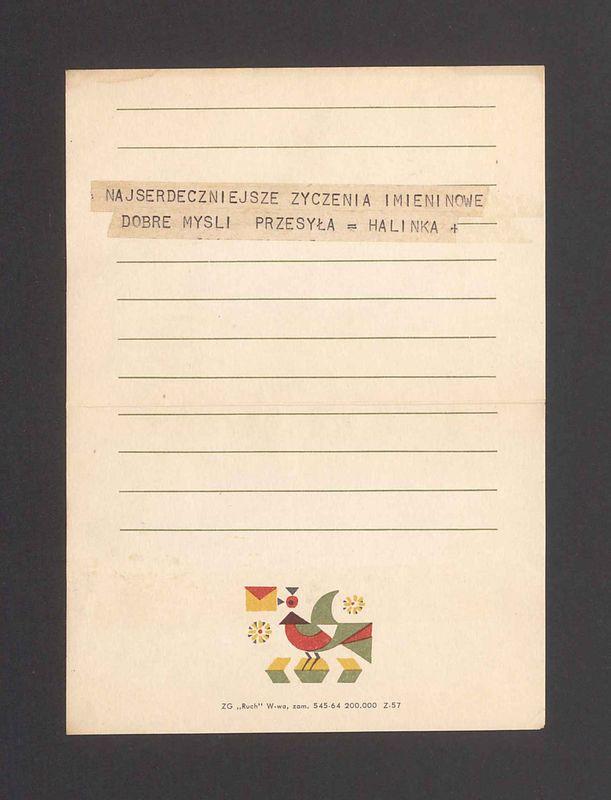 NAJSERDECZNIEJSZE ZYCZENIA IMIENINOWE
DOBRE MYSLI PRZESYŁA = HALINKA +
ZG „Ruch" W-wa, zam. 545-64 200.000 Z-57